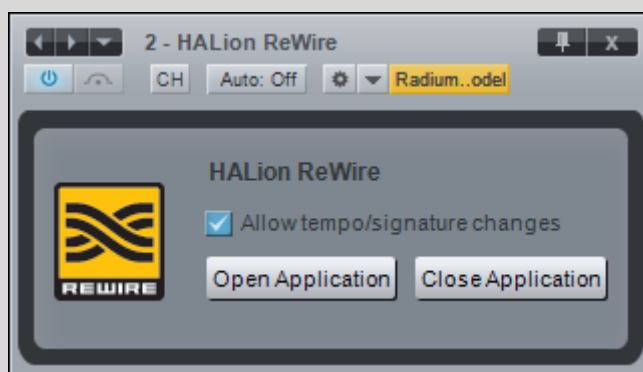 2 - HALion ReWire
X
CH Auto: Off Radium..odel
HALion ReWire
Allow tempo/signature changes
REWIRE
Open Application Close Application